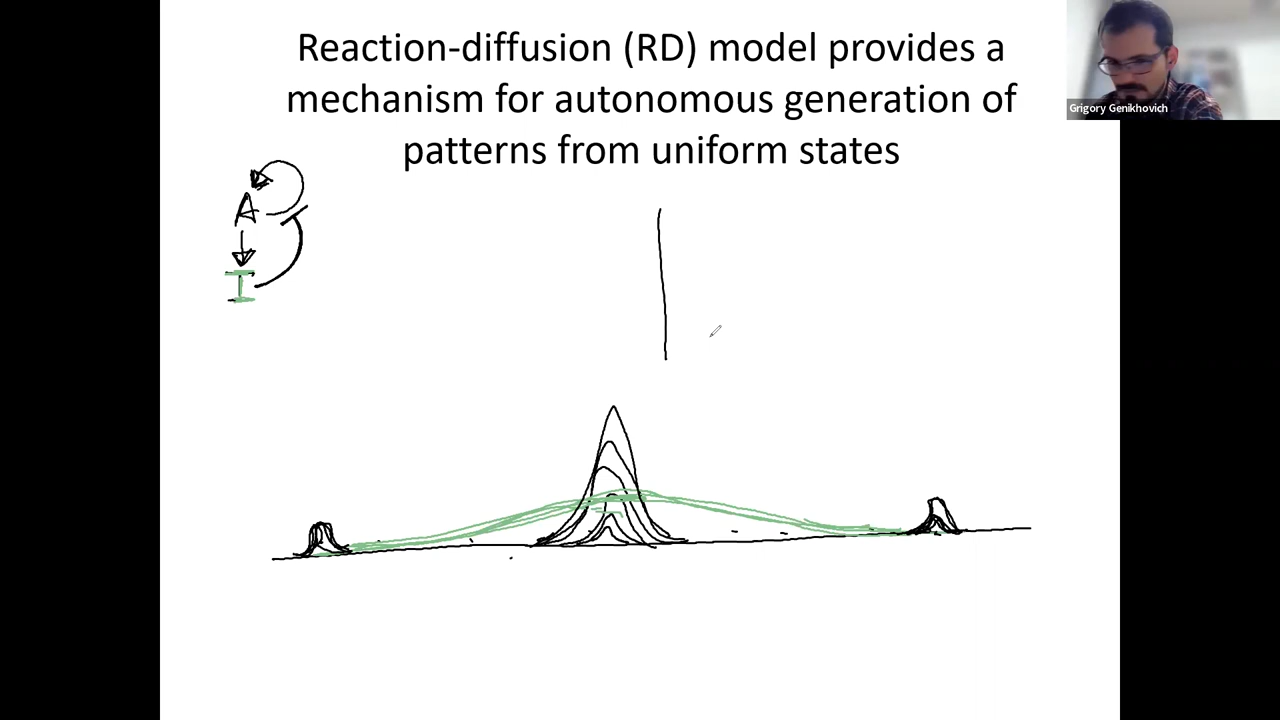 Reaction-diffusion (RD) model provides a
mechanism for autonomous generation of
patterns from uniform states
Grigory Genikhovich
A
I